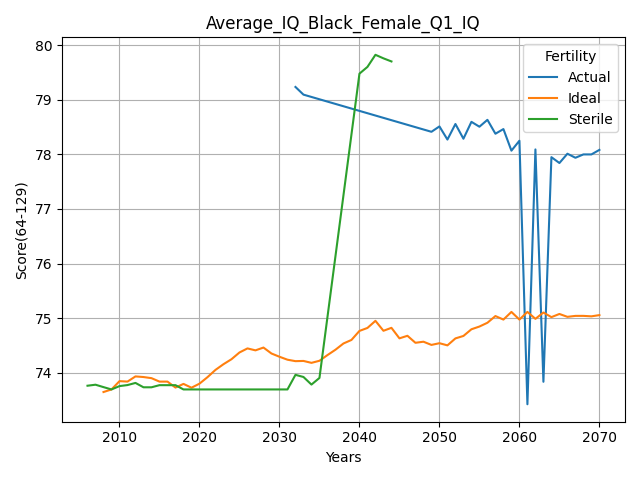 Average_IQ_Black_Female_Q1_IQ
Fertility
Actual
Ideal
Sterile
Score(64-129)
80
79
78
77
76
75
74
2010 2020 2030 2040 2050 2060 2070
Years